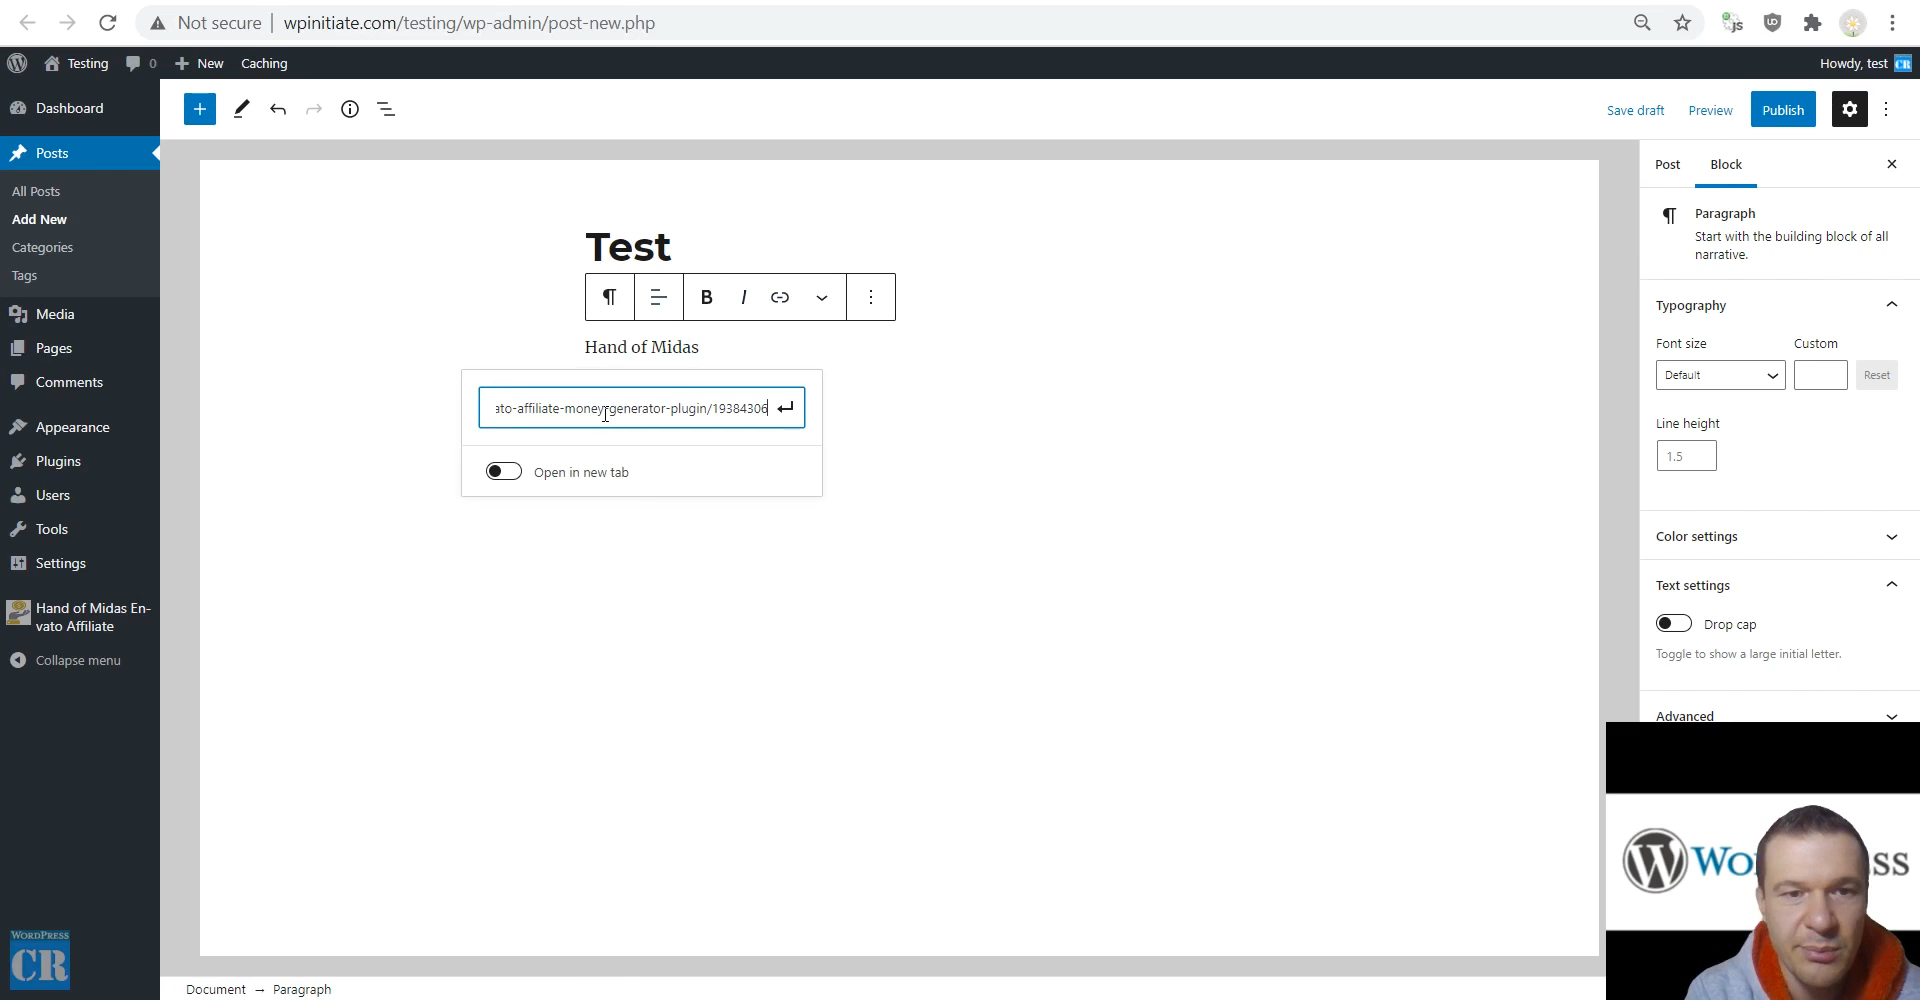 Not secure
wpinitiate.com/testing/wp-admin/post-new.php
Testing
0
New
Caching
Howdy, test
CR
Dashboard
Posts
All Posts
Add New
Categories
Tags
Media
Pages
Comments
Appearance
Plugins
Users
Tools
Settings
Hand of Midas En-
vato Affiliate
Collapse menu
WORDPRESS
CR
Save draft
Preview
Publish
Test
B
I
Hand of Midas
ato-affiliate-money-generator-plugin/19384306
Open in new tab
Post
Block
Paragraph
Start with the building block of all
narrative.
Typography
Font size
Custom
Default
Reset
Line height
1.5
Color settings
Text settings
Drop cap
Toggle to show a large initial letter.
Advanced
W Wo ss
Document → Paragraph